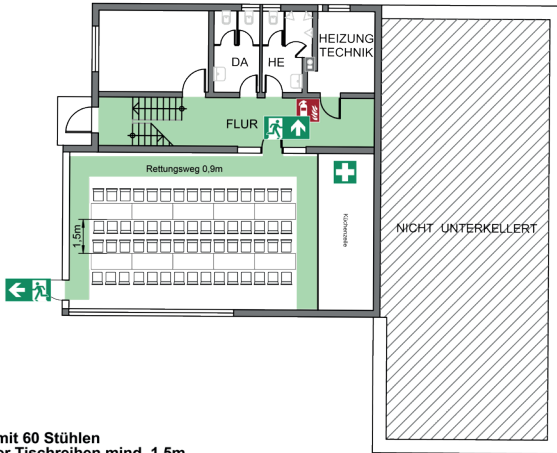 HEIZUNG
TECHNIK
DA
HE
FLUR
Rettungsweg 0,9m
1,5m
Küchenzeile
NICHT UNTERKELLERT
mit 60 Stühlen
er Tischreihen mind. 1,5m